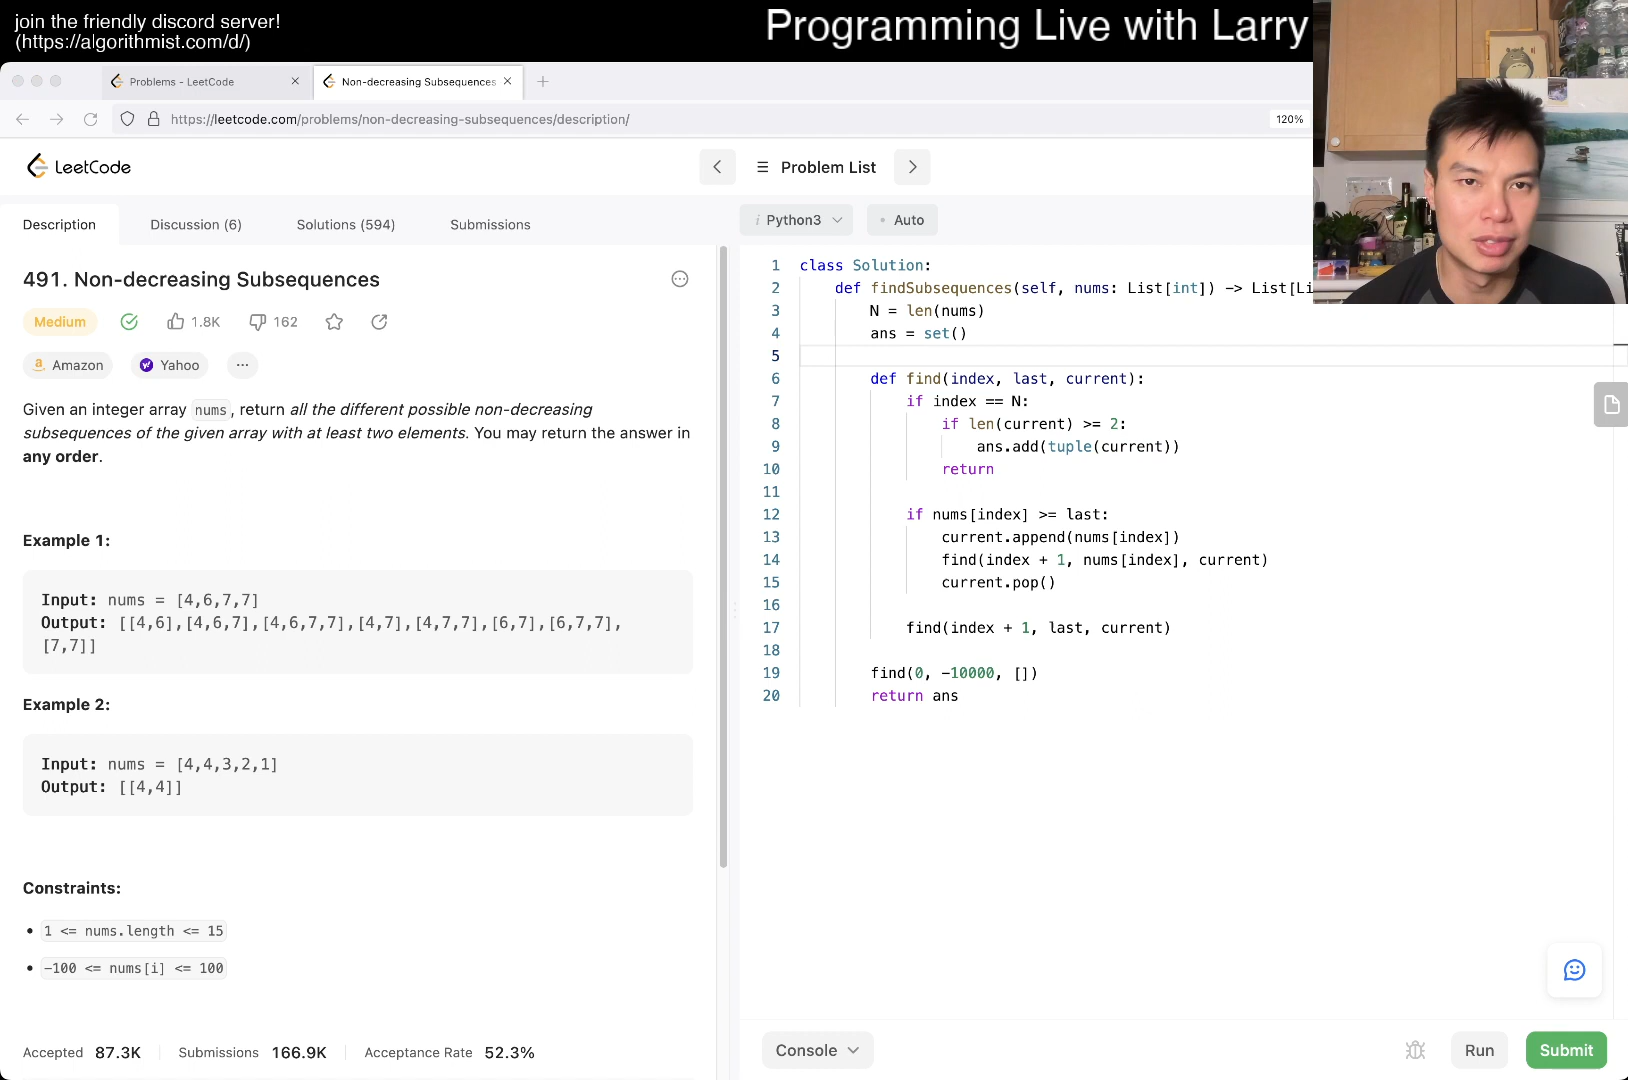 join the friendly discord server!
(https://algorithmist.com/d/)
Programming Live with Larry
Problems - LeetCode
Non-decreasing Subsequences
https://leetcode.com/problems/non-decreasing-subsequences/description/
120%
LeetCode
Problem List
Description
Discussion (6)
Solutions (594)
Submissions
i Python3
Auto
491. Non-decreasing Subsequences
Medium
1.8K
162
Amazon
Yahoo
Given an integer array nums, return all the different possible non-decreasing
subsequences of the given array with at least two elements. You may return the answer in
any order.
Example 1:
Input: nums = [4,6,7,7]
Output: [[4,6],[4,6,7],[4,6,7,7],[4,7],[4,7,7],[6,7],[6,7,7],
[7,7]]
Example 2:
Input: nums = [4,4,3,2,1]
Output: [[4,4]]
Constraints:
• 1 <= nums.length <= 15
• -100 <= nums[i] <= 100
Accepted 87.3K
Submissions 166.9K
Acceptance Rate 52.3%
1 class Solution:
2 def findSubsequences(self, nums: List[int]) -> List[Li
3 N = len(nums)
4 ans = set()
5
6 def find(index, last, current):
7 if index == N:
8 if len(current) >= 2:
9 ans.add(tuple(current))
10 return
11
12 if nums[index] >= last:
13 current.append(nums[index])
14 find(index + 1, nums[index], current)
15 current.pop()
16
17 find(index + 1, last, current)
18
19 find(0, -10000, [])
20 return ans
Console
Run
Submit